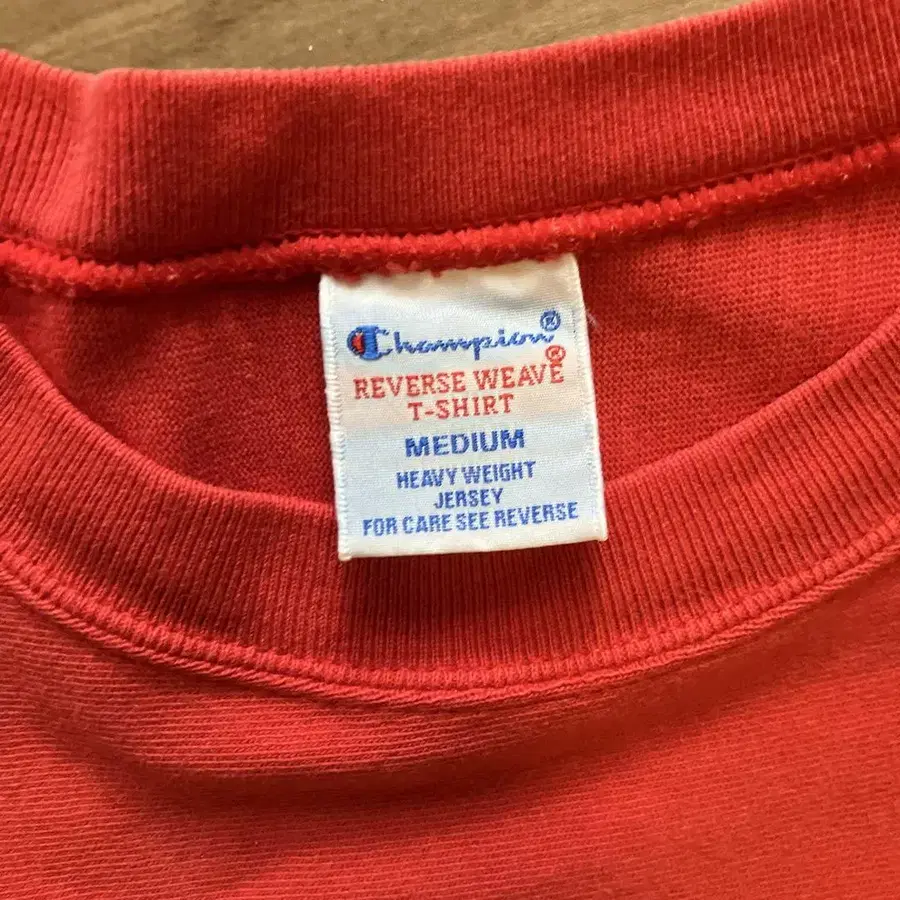 Champion®
REVERSE WEAVE®
T-SHIRT
MEDIUM
HEAVY WEIGHT
JERSEY
FOR CARE SEE REVERSE